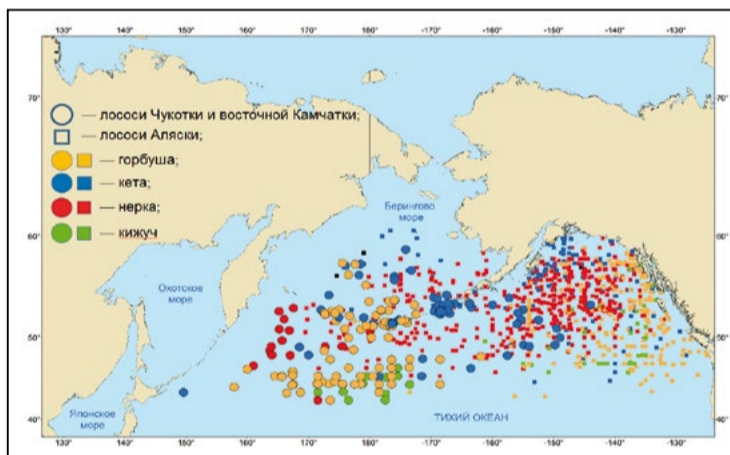 130° 140° 150° 160° 170° 180° -170° -160° -150° -140° -130°
70° 70°
— лососи Чукотки и восточной Камчатки;
— лососи Аляски;
— горбуша;
— кета;
— нерка;
— кижуч
Берингово
море
60° 60°
Охотское
море
50° 50°
Японское
море
ТИХИЙ ОКЕАН
40° 40°
130° 140° 150° 160° 170° 180° -170° -160° -150° -140° -130°